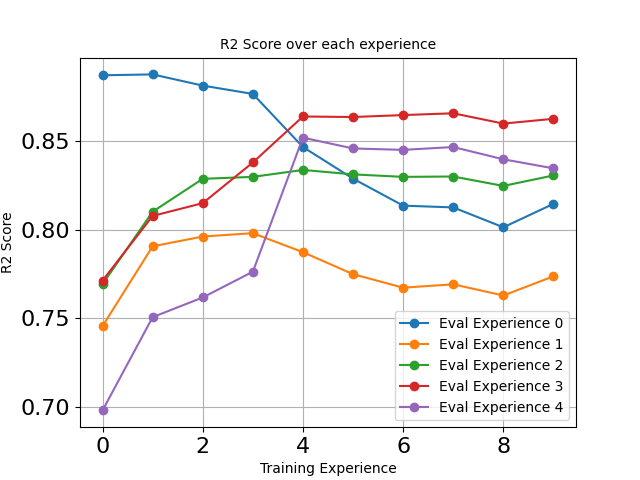 R2 Score over each experience
R2 Score
0.85
0.80
0.75
0.70
0 2 4 6 8
Training Experience
Eval Experience 0
Eval Experience 1
Eval Experience 2
Eval Experience 3
Eval Experience 4